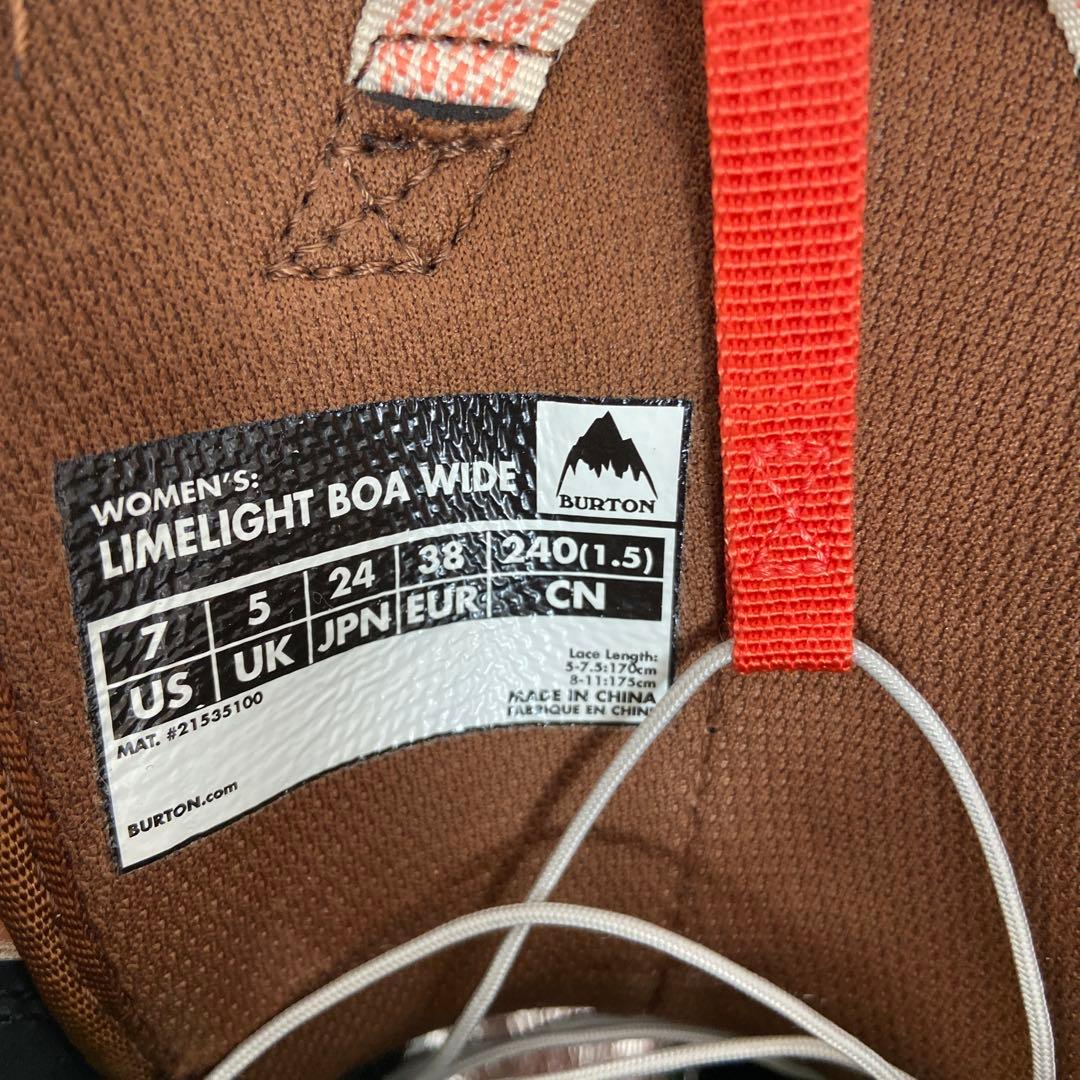 WOMEN'S:
LIMELIGHT BOA WIDE
BURTON
7 5 24 38 240(1.5)
US UK JPN EUR CN
MAT. #21535100
Lace Length:
5-7.5:170cm
8-11:175cm
MADE IN CHINA
FABRIQUE EN CHINE
BURTON.com